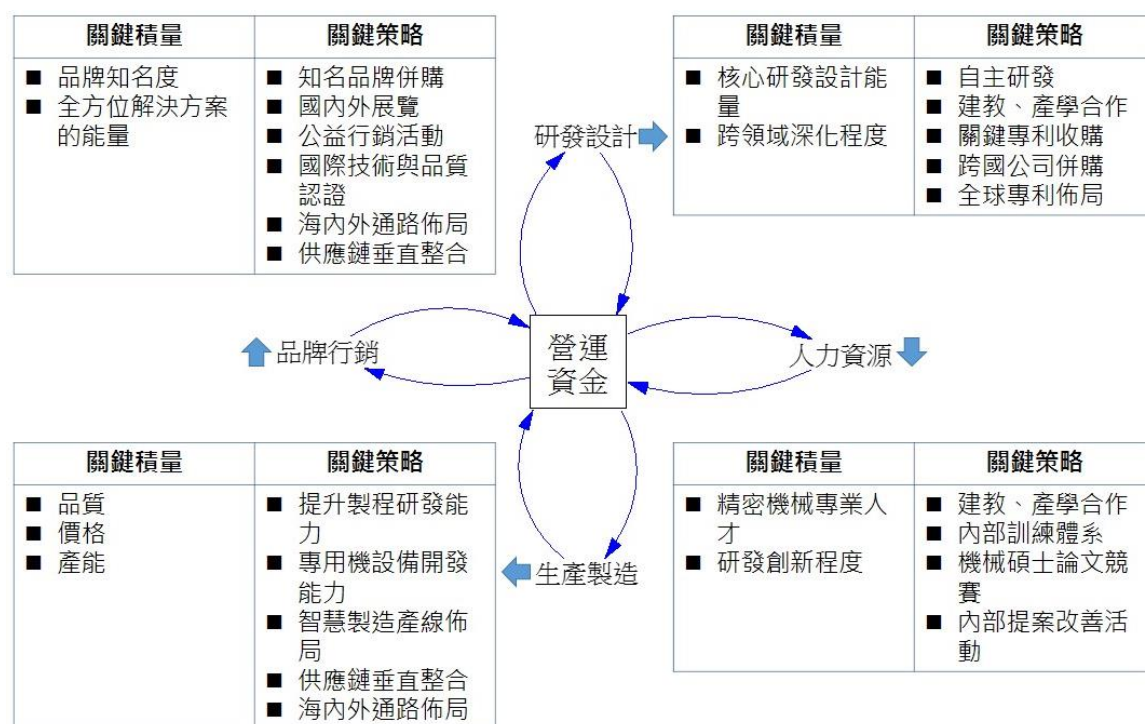 關鍵積量 關鍵策略
■ 品牌知名度
■ 全方位解決方案
的能量
■ 知名品牌併購
■ 國內外展覽
■ 公益行銷活動
■ 國際技術與品質
認證
■ 海內外通路佈局
■ 供應鏈垂直整合
關鍵積量 關鍵策略
■ 核心研發設計能
量
■ 跨領域深化程度
■ 自主研發
■ 建教、產學合作
■ 關鍵專利收購
■ 跨國公司併購
■ 全球專利佈局
研發設計
品牌行銷
營運
資金
人力資源
生產製造
關鍵積量 關鍵策略
■ 品質
■ 價格
■ 產能
■ 提升製程研發能
力
■ 專用機設備開發
能力
■ 智慧製造產線佈
局
■ 供應鏈垂直整合
■ 海內外通路佈局
關鍵積量 關鍵策略
■ 精密機械專業人
才
■ 研發創新程度
■ 建教、產學合作
■ 內部訓練體系
■ 機械碩士論文競
賽
■ 內部提案改善活
動